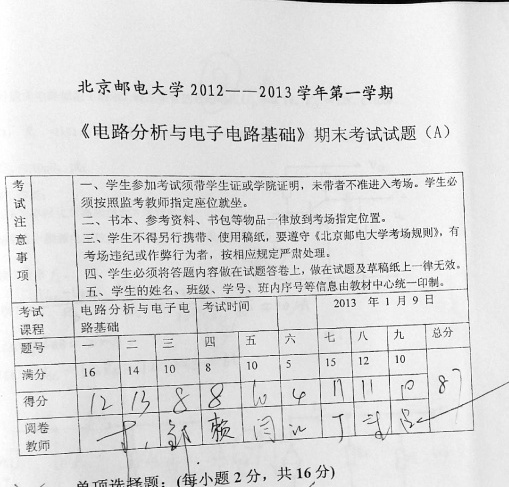 北京邮电大学 2012——2013 学年第一学期
《电路分析与电子电路基础》期末考试试题（A）
考试注意事项
一、学生参加考试须带学生证或学院证明，未带者不准进入考场。学生必
须按照监考教师指定座位就坐。
二、书本、参考资料、书包等物品一律放到考场指定位置。
三、学生不得另行携带、使用稿纸，要遵守《北京邮电大学考场规则》，有
考场违纪或作弊行为者，按相应规定严肃处理。
四、学生必须将答题内容做在试题答卷上，做在试题及草稿纸上一律无效。
五、学生的姓名、班级、学号、班内序号等信息由教材中心统一印制。
考试 电路分析与电子电 考试时间 2013 年 1 月 9 日
课程 路基础
题号 一 二 三 四 五 六 七 八 九 总分
满分 16 14 10 8 10 5 15 12 10
得分 12 13 8 8 10 4 11 11 10 87
阅卷 赖 闫 丁
教师
单项选择题：(每小题 2 分，共 16 分)